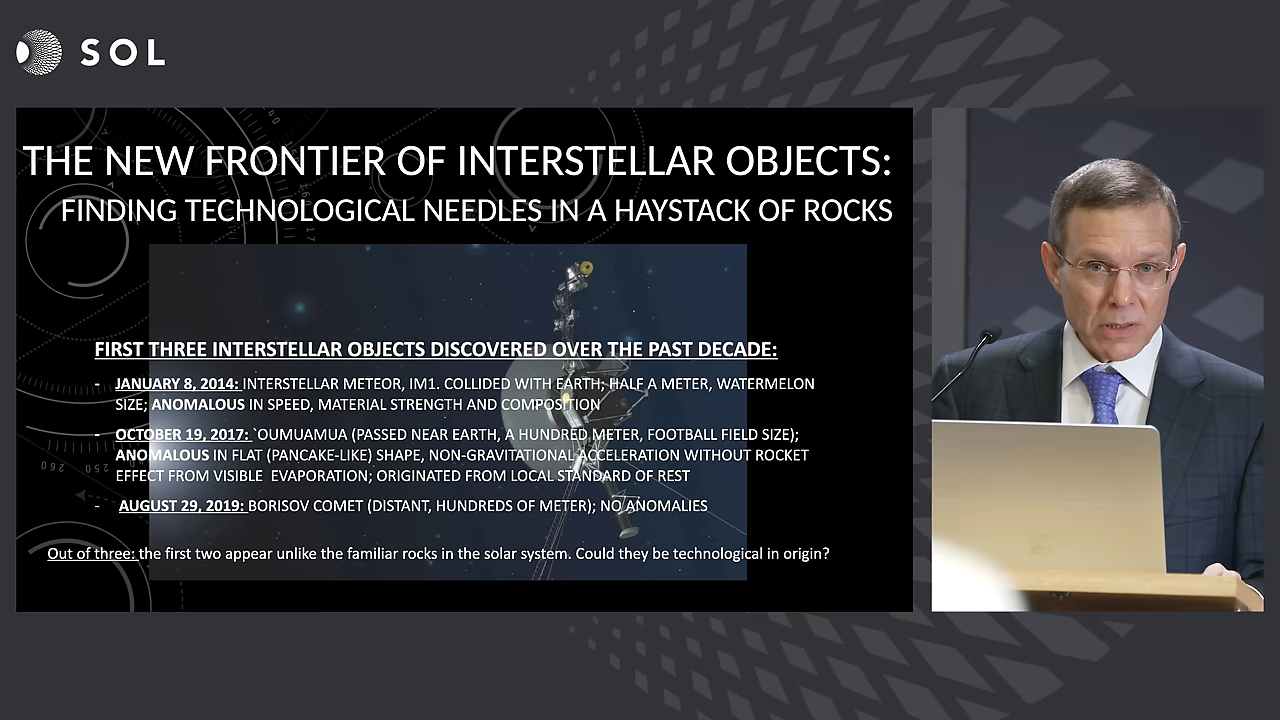 SOL
THE NEW FRONTIER OF INTERSTELLAR OBJECTS:
FINDING TECHNOLOGICAL NEEDLES IN A HAYSTACK OF ROCKS
FIRST THREE INTERSTELLAR OBJECTS DISCOVERED OVER THE PAST DECADE:
- JANUARY 8, 2014: INTERSTELLAR METEOR, IM1. COLLIDED WITH EARTH; HALF A METER, WATERMELON
SIZE; ANOMALOUS IN SPEED, MATERIAL STRENGTH AND COMPOSITION
- OCTOBER 19, 2017: `OUMUAMUA (PASSED NEAR EARTH, A HUNDRED METER, FOOTBALL FIELD SIZE);
ANOMALOUS IN FLAT (PANCAKE-LIKE) SHAPE, NON-GRAVITATIONAL ACCELERATION WITHOUT ROCKET
EFFECT FROM VISIBLE EVAPORATION; ORIGINATED FROM LOCAL STANDARD OF REST
- AUGUST 29, 2019: BORISOV COMET (DISTANT, HUNDREDS OF METER); NO ANOMALIES
Out of three: the first two appear unlike the familiar rocks in the solar system. Could they be technological in origin?
260 250